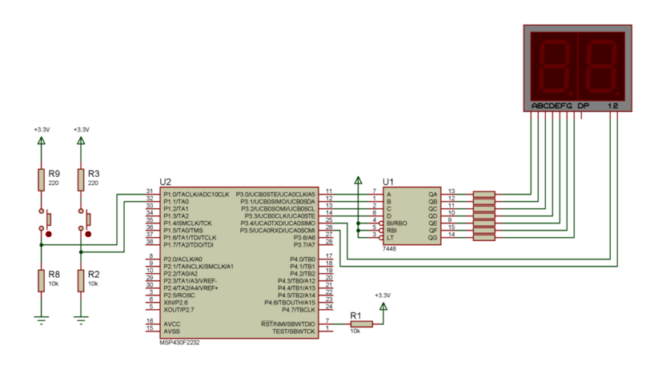 ABCDEFG DP 12
+3.3V
+3.3V
R9
220
R3
220
R8
10k
R2
10k
U2
31 P1.0/TACLK/ADC10CLK
32 P1.1/TA0
33 P1.2/TA1
34 P1.3/TA2
35 P1.4/SMCLK/TCK
36 P1.5/TA0/TMS
37 P1.6/TA1/TDI/TCLK
38 P1.7/TA2/TDO/TDI
8 P2.0/ACLK/A0
9 P2.1/TAINCLK/SMCLK/A1
10 P2.2/TA0/A2
29 P2.3/TA1/A3/VREF-
30 P2.4/TA2/A4/VREF+
3 P2.5/ROSC
6 XIN/P2.6
5 XOUT/P2.7
16 AVCC
15 AVSS
P3.0/UCB0STE/UCA0CLK/A5 11
P3.1/UCB0SIMO/UCB0SDA 12
P3.2/UCB0SOMI/UCB0SCL 13
P3.3/UCB0CLK/UCA0STE 14
P3.4/UCA0TXD/UCA0SIMO 25
P3.5/UCA0RXD/UCA0SOMI 26
P3.6/A6 27
P3.7/A7 28
P4.0/TB0 17
P4.1/TB1 18
P4.2/TB2 19
P4.3/TB0/A12 20
P4.4/TB1/A13 21
P4.5/TB2/A14 22
P4.6/TBOUTH/A15 23
P4.7/TBCLK 24
RST/NMI/SBWTDIO 7
TEST/SBWTCK 1
MSP430F2232
U1
7 A
1 B
2 C
6 D
4 BI/RBO
5 RBI
3 LT
QA 13
QB 12
QC 11
QD 10
QE 9
QF 15
QG 14
7448
R1
10k
+3.3V